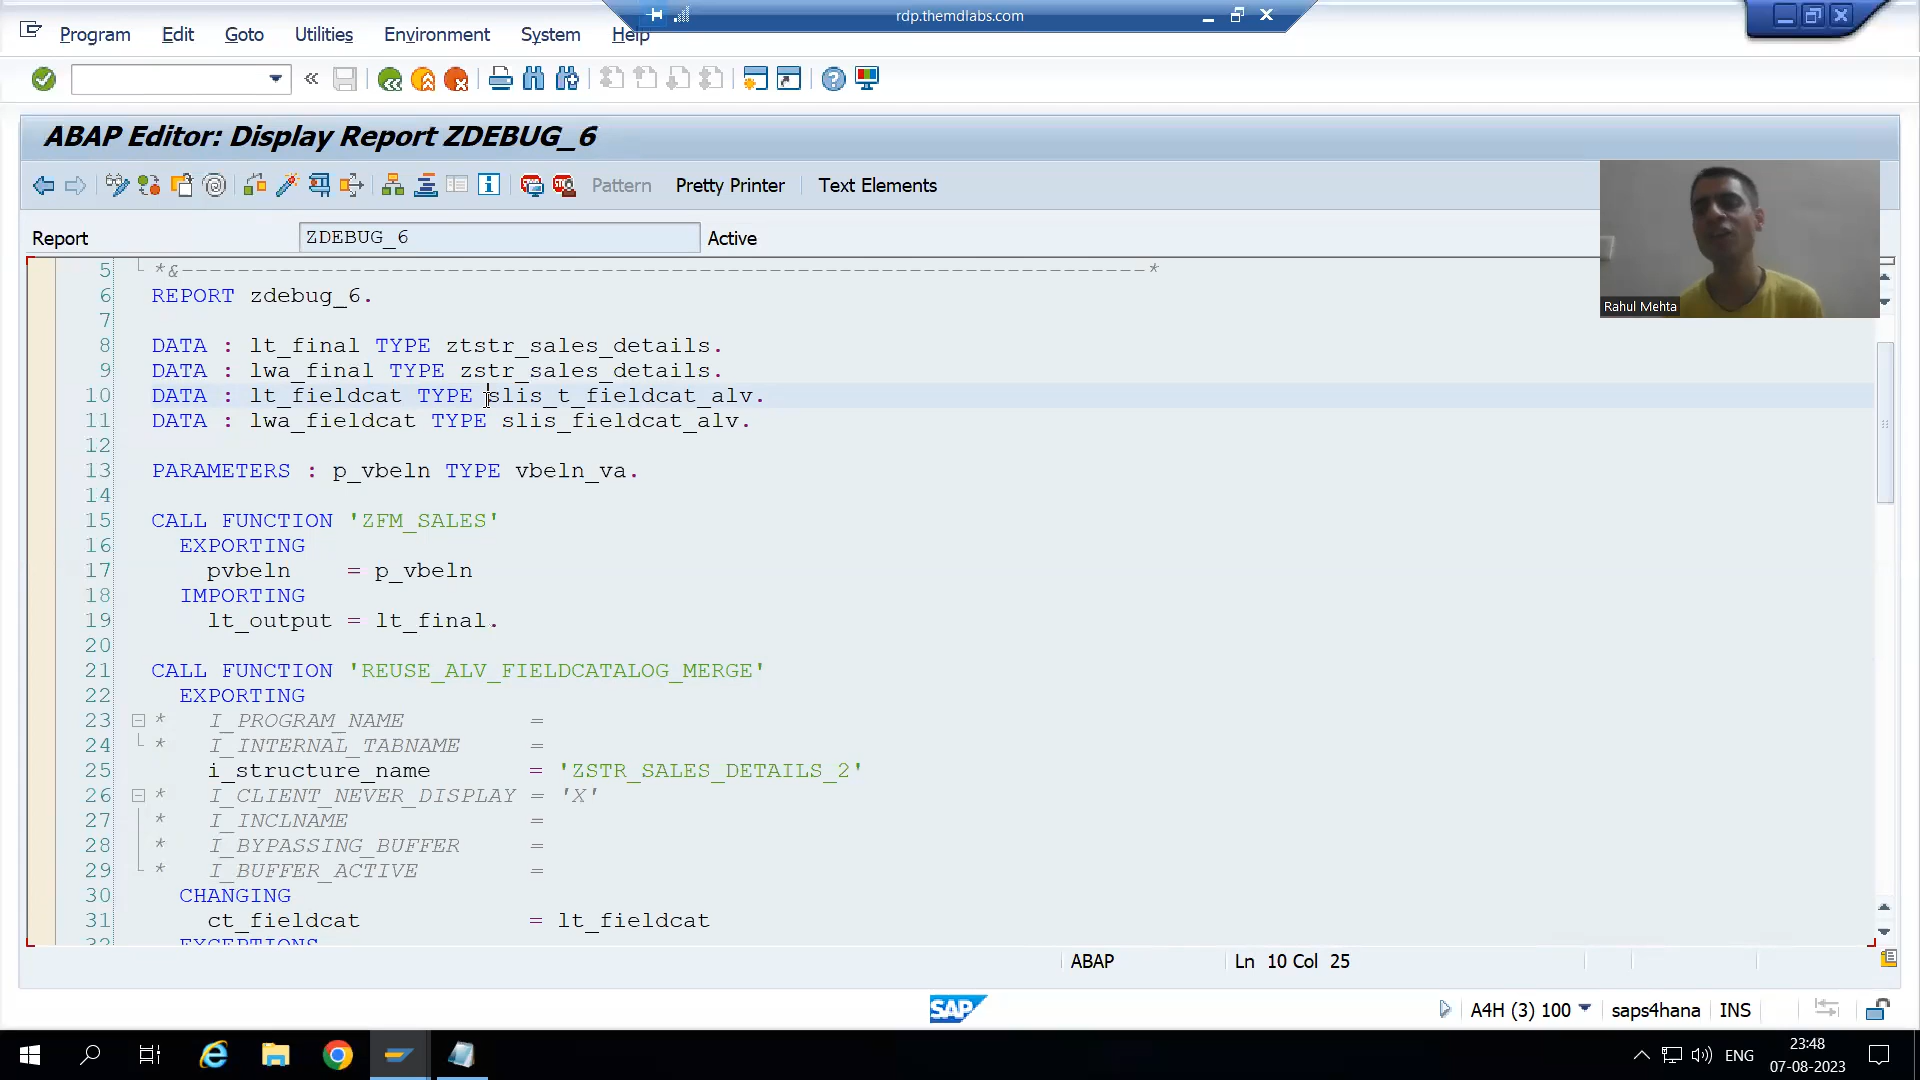 rdp.themdlabs.com
Program Edit Goto Utilities Environment System Help
ABAP Editor: Display Report ZDEBUG_6
Pattern Pretty Printer Text Elements
Report ZDEBUG_6 Active
Rahul Mehta
5 *&---------------------------------------------------------------------*
6 REPORT zdebug_6.
7
8 DATA : lt_final TYPE ztstr_sales_details.
9 DATA : lwa_final TYPE zstr_sales_details.
10 DATA : lt_fieldcat TYPE slis_t_fieldcat_alv.
11 DATA : lwa_fieldcat TYPE slis_fieldcat_alv.
12
13 PARAMETERS : p_vbeln TYPE vbeln_va.
14
15 CALL FUNCTION 'ZFM_SALES'
16 EXPORTING
17 pvbeln = p_vbeln
18 IMPORTING
19 lt_output = lt_final.
20
21 CALL FUNCTION 'REUSE_ALV_FIELDCATALOG_MERGE'
22 EXPORTING
23 * I_PROGRAM_NAME =
24 * I_INTERNAL_TABNAME =
25 i_structure_name = 'ZSTR_SALES_DETAILS_2'
26 * I_CLIENT_NEVER_DISPLAY = 'X'
27 * I_INCLNAME =
28 * I_BYPASSING_BUFFER =
29 * I_BUFFER_ACTIVE =
30 CHANGING
31 ct_fieldcat = lt_fieldcat
32 EXCEPTIONS
ABAP Ln 10 Col 25
SAP A4H (3) 100 saps4hana INS
ENG 23:48
07-08-2023